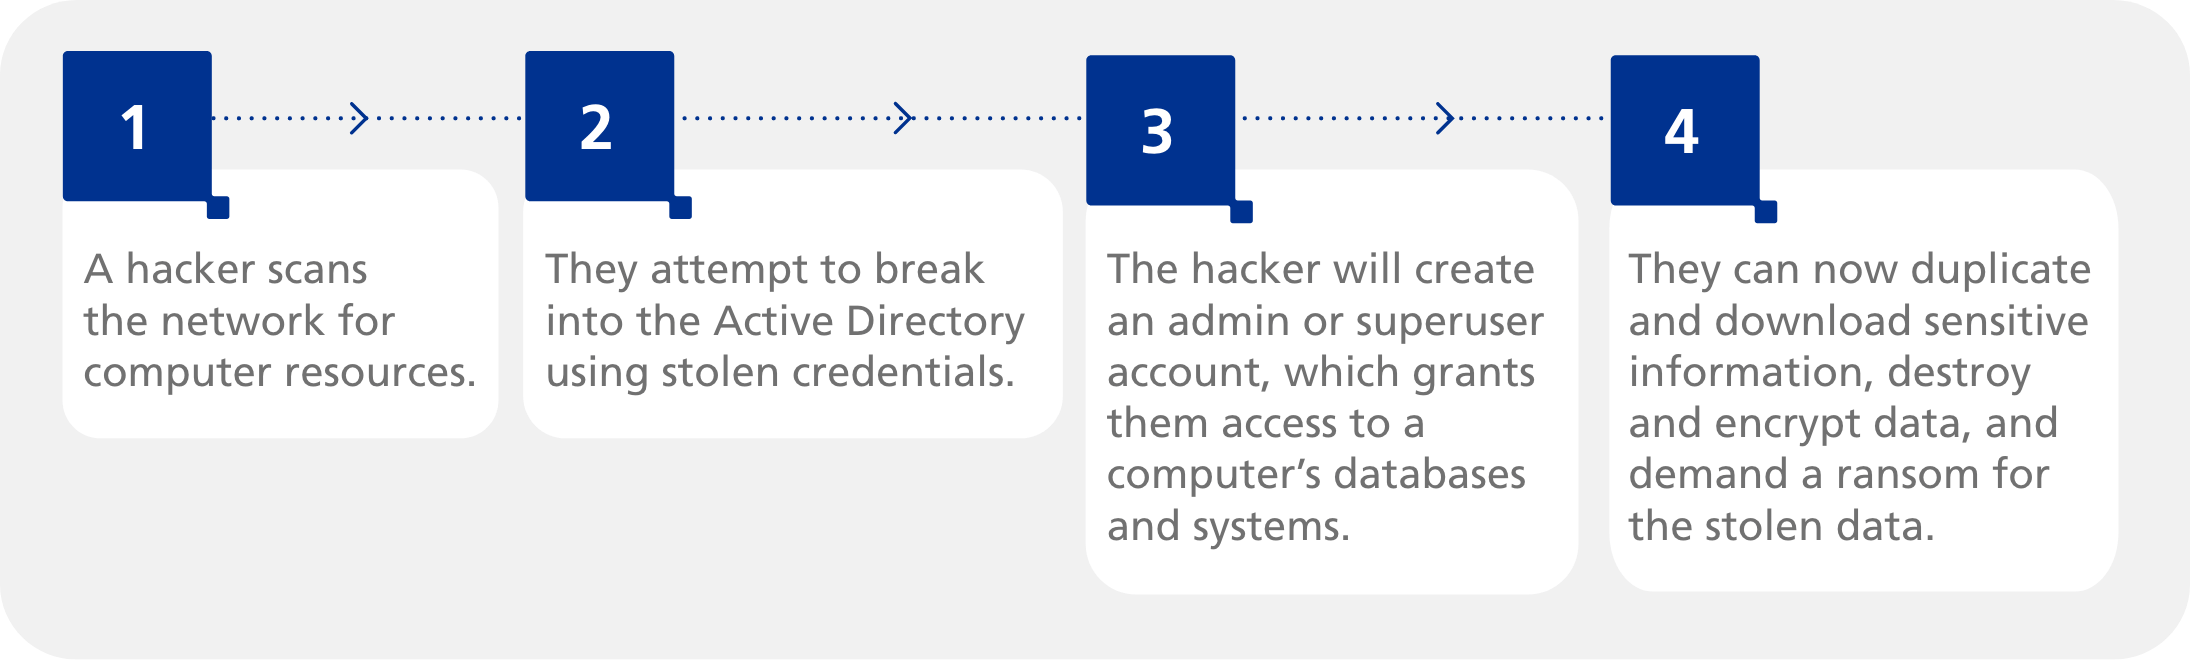 1
A hacker scans
the network for
computer resources.
2
They attempt to break
into the Active Directory
using stolen credentials.
3
The hacker will create
an admin or superuser
account, which grants
them access to a
computer’s databases
and systems.
4
They can now duplicate
and download sensitive
information, destroy
and encrypt data, and
demand a ransom for
the stolen data.